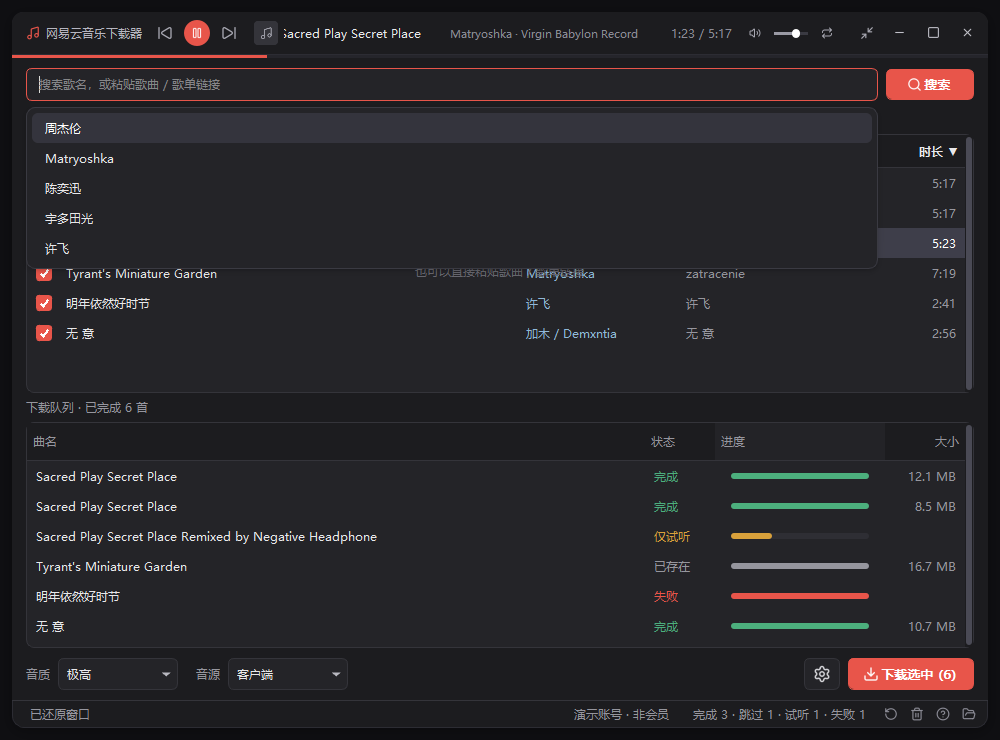 网易云音乐下载器
Sacred Play Secret Place
Matryoshka · Virgin Babylon Record
1:23 / 5:17
搜索歌名，或粘贴歌曲 / 歌单链接
搜索
周杰伦
Matryoshka
陈奕迅
宇多田光
许飞
时长 ▼
5:17
5:17
5:23
Tyrant's Miniature Garden Matryoshka zatracenie 7:19
也可以直接粘贴歌曲
明年依然好时节 许飞 许飞 2:41
无 意 加木 / Demxntia 无 意 2:56
下载队列 · 已完成 6 首
曲名 状态 进度 大小
Sacred Play Secret Place 完成 12.1 MB
Sacred Play Secret Place 完成 8.5 MB
Sacred Play Secret Place Remixed by Negative Headphone 仅试听
Tyrant's Miniature Garden 已存在 16.7 MB
明年依然好时节 失败
无 意 完成 10.7 MB
音质 极高 音源 客户端 下载选中 (6)
已还原窗口 演示账号 · 非会员 完成 3 · 跳过 1 · 试听 1 · 失败 1